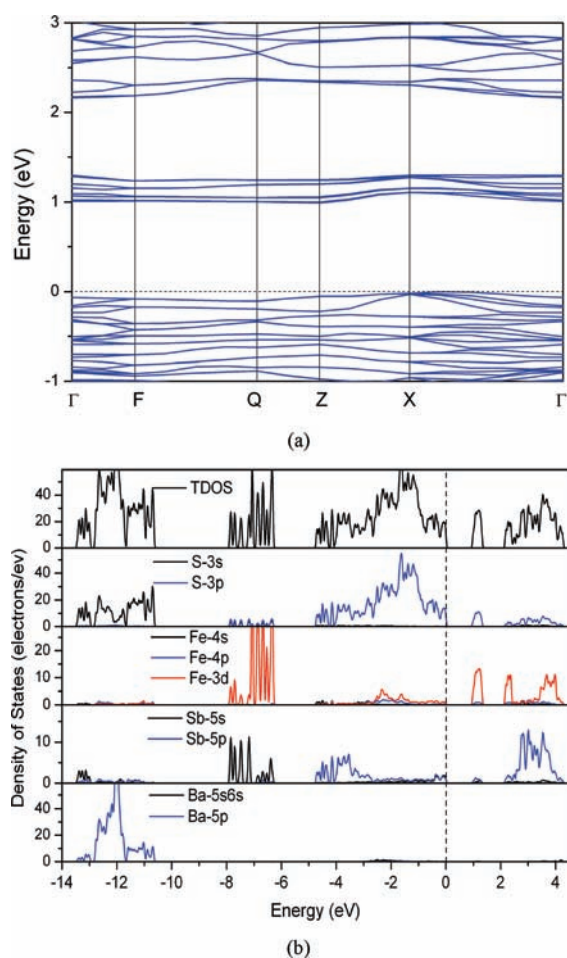 3
2
1
0
-1
Energy (eV)
Γ F Q Z X Γ
(a)
TDOS
40
20
0
S-3s
S-3p
40
20
0
Fe-4s
Fe-4p
Fe-3d
20
10
0
Sb-5s
Sb-5p
10
0
Ba-5s6s
Ba-5p
40
20
0
Density of States (electrons/ev)
-14 -12 -10 -8 -6 -4 -2 0 2 4
Energy (eV)
(b)